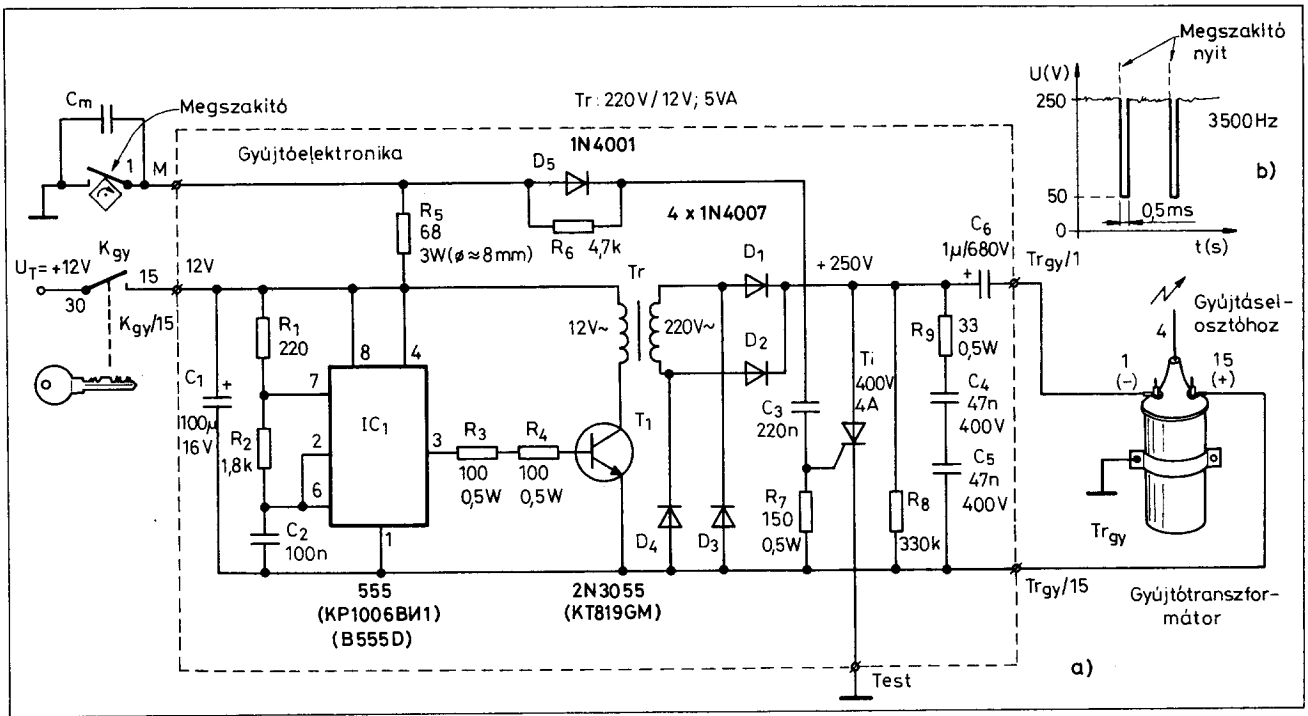 Megszakító
nyit
U(V)
250
3500Hz
b)
50
0
0,5ms
t(s)
Tr: 220V/12V; 5VA
Cm
Megszakító
1
M
Gyújtóelektronika
1N4001
D5
R6
4,7k
R5
68
3W(ø≈8mm)
4 x 1N4007
C6
1µ/680V
+
Trgy/1
Kgy
UT=+12V
30
15
12V
Kgy/15
Tr
12V~
220V~
D1
D2
+250V
R1
220
8
4
7
C1
+
100µ
16V
R2
1,8k
2
6
IC1
3
1
C2
100n
R3
100
0,5W
R4
100
0,5W
T1
D4
D3
C3
220n
Ti
400V
4A
R7
150
0,5W
R8
330k
R9
33
0,5W
C4
47n
400V
C5
47n
400V
4
Gyújtásel-
osztóhoz
1
(-)
15
(+)
Trgy
Trgy/15
Gyújtótranszfor-
mátor
555
(KP1006ВИ1)
(B555D)
2N3055
(KT819GM)
Test
a)